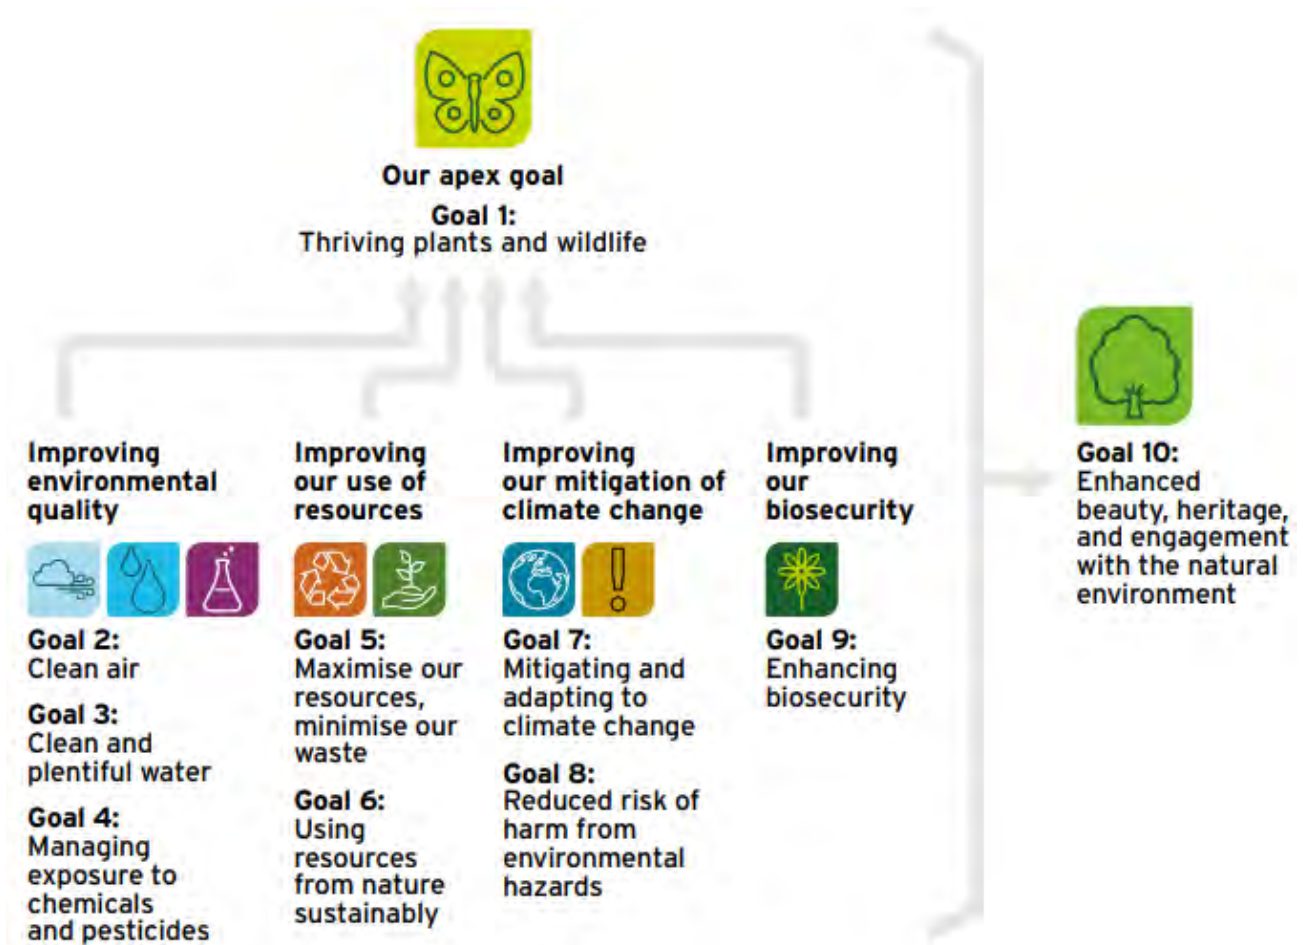 Our apex goal
Goal 1:
Thriving plants and wildlife
Improving
environmental
quality
Goal 2:
Clean air
Goal 3:
Clean and
plentiful water
Goal 4:
Managing
exposure to
chemicals
and pesticides
Improving
our use of
resources
Goal 5:
Maximise our
resources,
minimise our
waste
Goal 6:
Using
resources
from nature
sustainably
Improving
our mitigation of
climate change
Goal 7:
Mitigating and
adapting to
climate change
Goal 8:
Reduced risk of
harm from
environmental
hazards
Improving
our
biosecurity
Goal 9:
Enhancing
biosecurity
Goal 10:
Enhanced
beauty, heritage,
and engagement
with the natural
environment